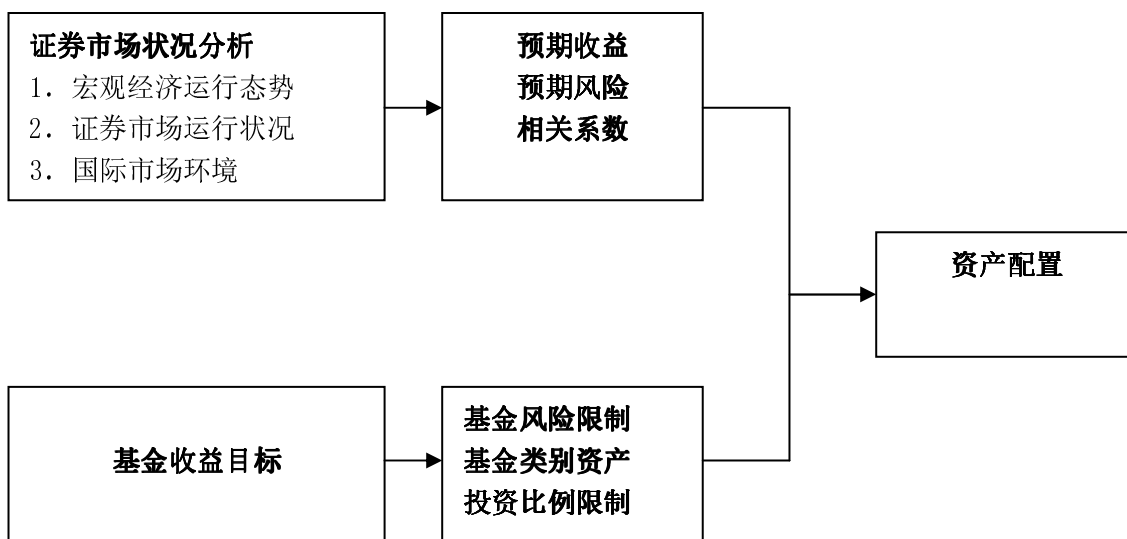 证券市场状况分析
1. 宏观经济运行态势
2. 证券市场运行状况
3. 国际市场环境
预期收益
预期风险
相关系数
资产配置
基金收益目标
基金风险限制
基金类别资产
投资比例限制